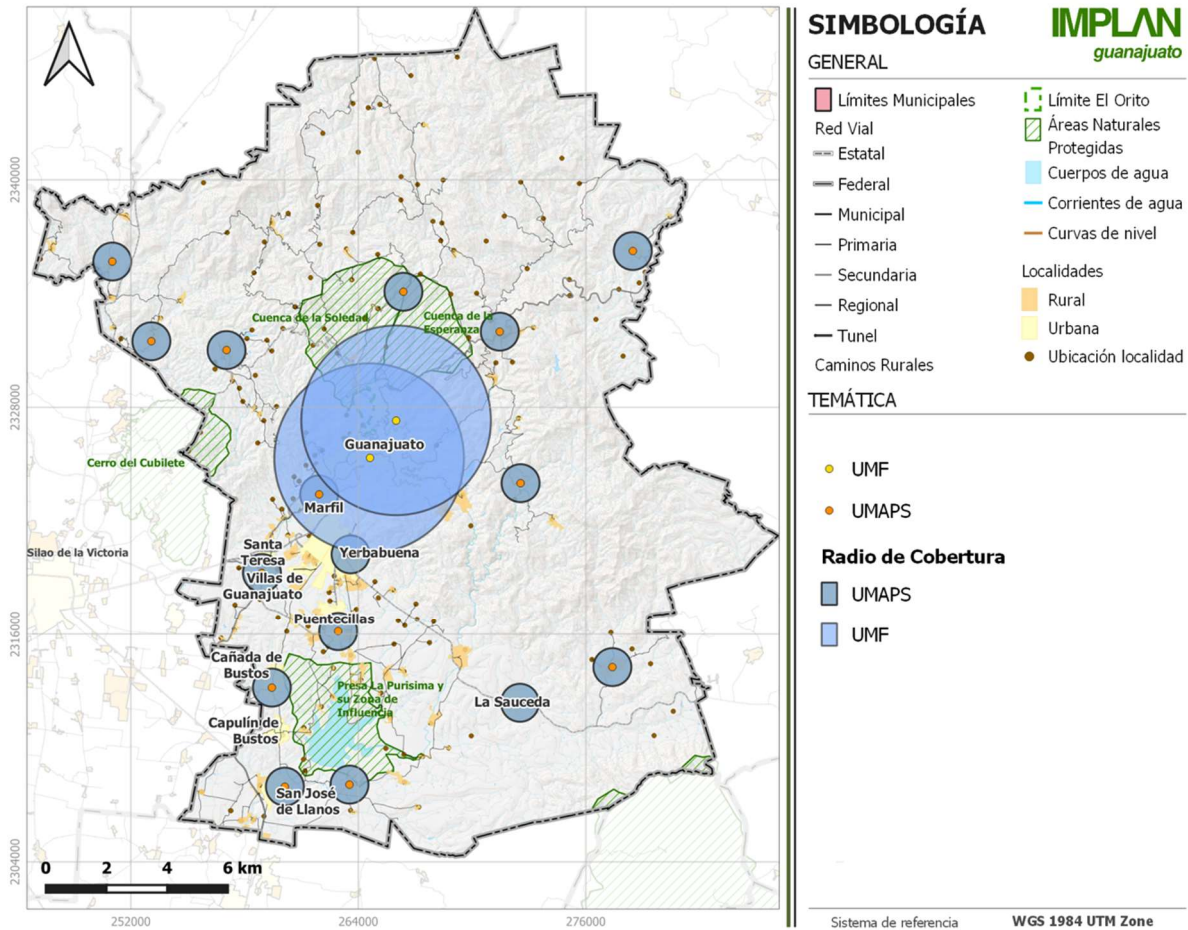 2340000
2328000
2316000
2304000
252000
264000
276000
Cuenca de la Soledad
Cuenca de la
Esperanza
Guanajuato
Cerro del Cubilete
Marfil
Silao de la Victoria
Santa
Teresa
Yerbabuena
Villas de
Guanajuato
Puentecillas
Cañada de
Bustos
Presa La Purisima y
su Zona de
Influencia
La Sauceda
Capulín de
Bustos
San José
de Llanos
0 2 4 6 km
SIMBOLOGÍA
IMPLAN
guanajuato
GENERAL
Límites Municipales
Red Vial
Estatal
Federal
Municipal
Primaria
Secundaria
Regional
Tunel
Caminos Rurales
Límite El Orito
Áreas Naturales
Protegidas
Cuerpos de agua
Corrientes de agua
Curvas de nivel
Localidades
Rural
Urbana
Ubicación localidad
TEMÁTICA
UMF
UMAPS
Radio de Cobertura
UMAPS
UMF
Sistema de referencia WGS 1984 UTM Zone